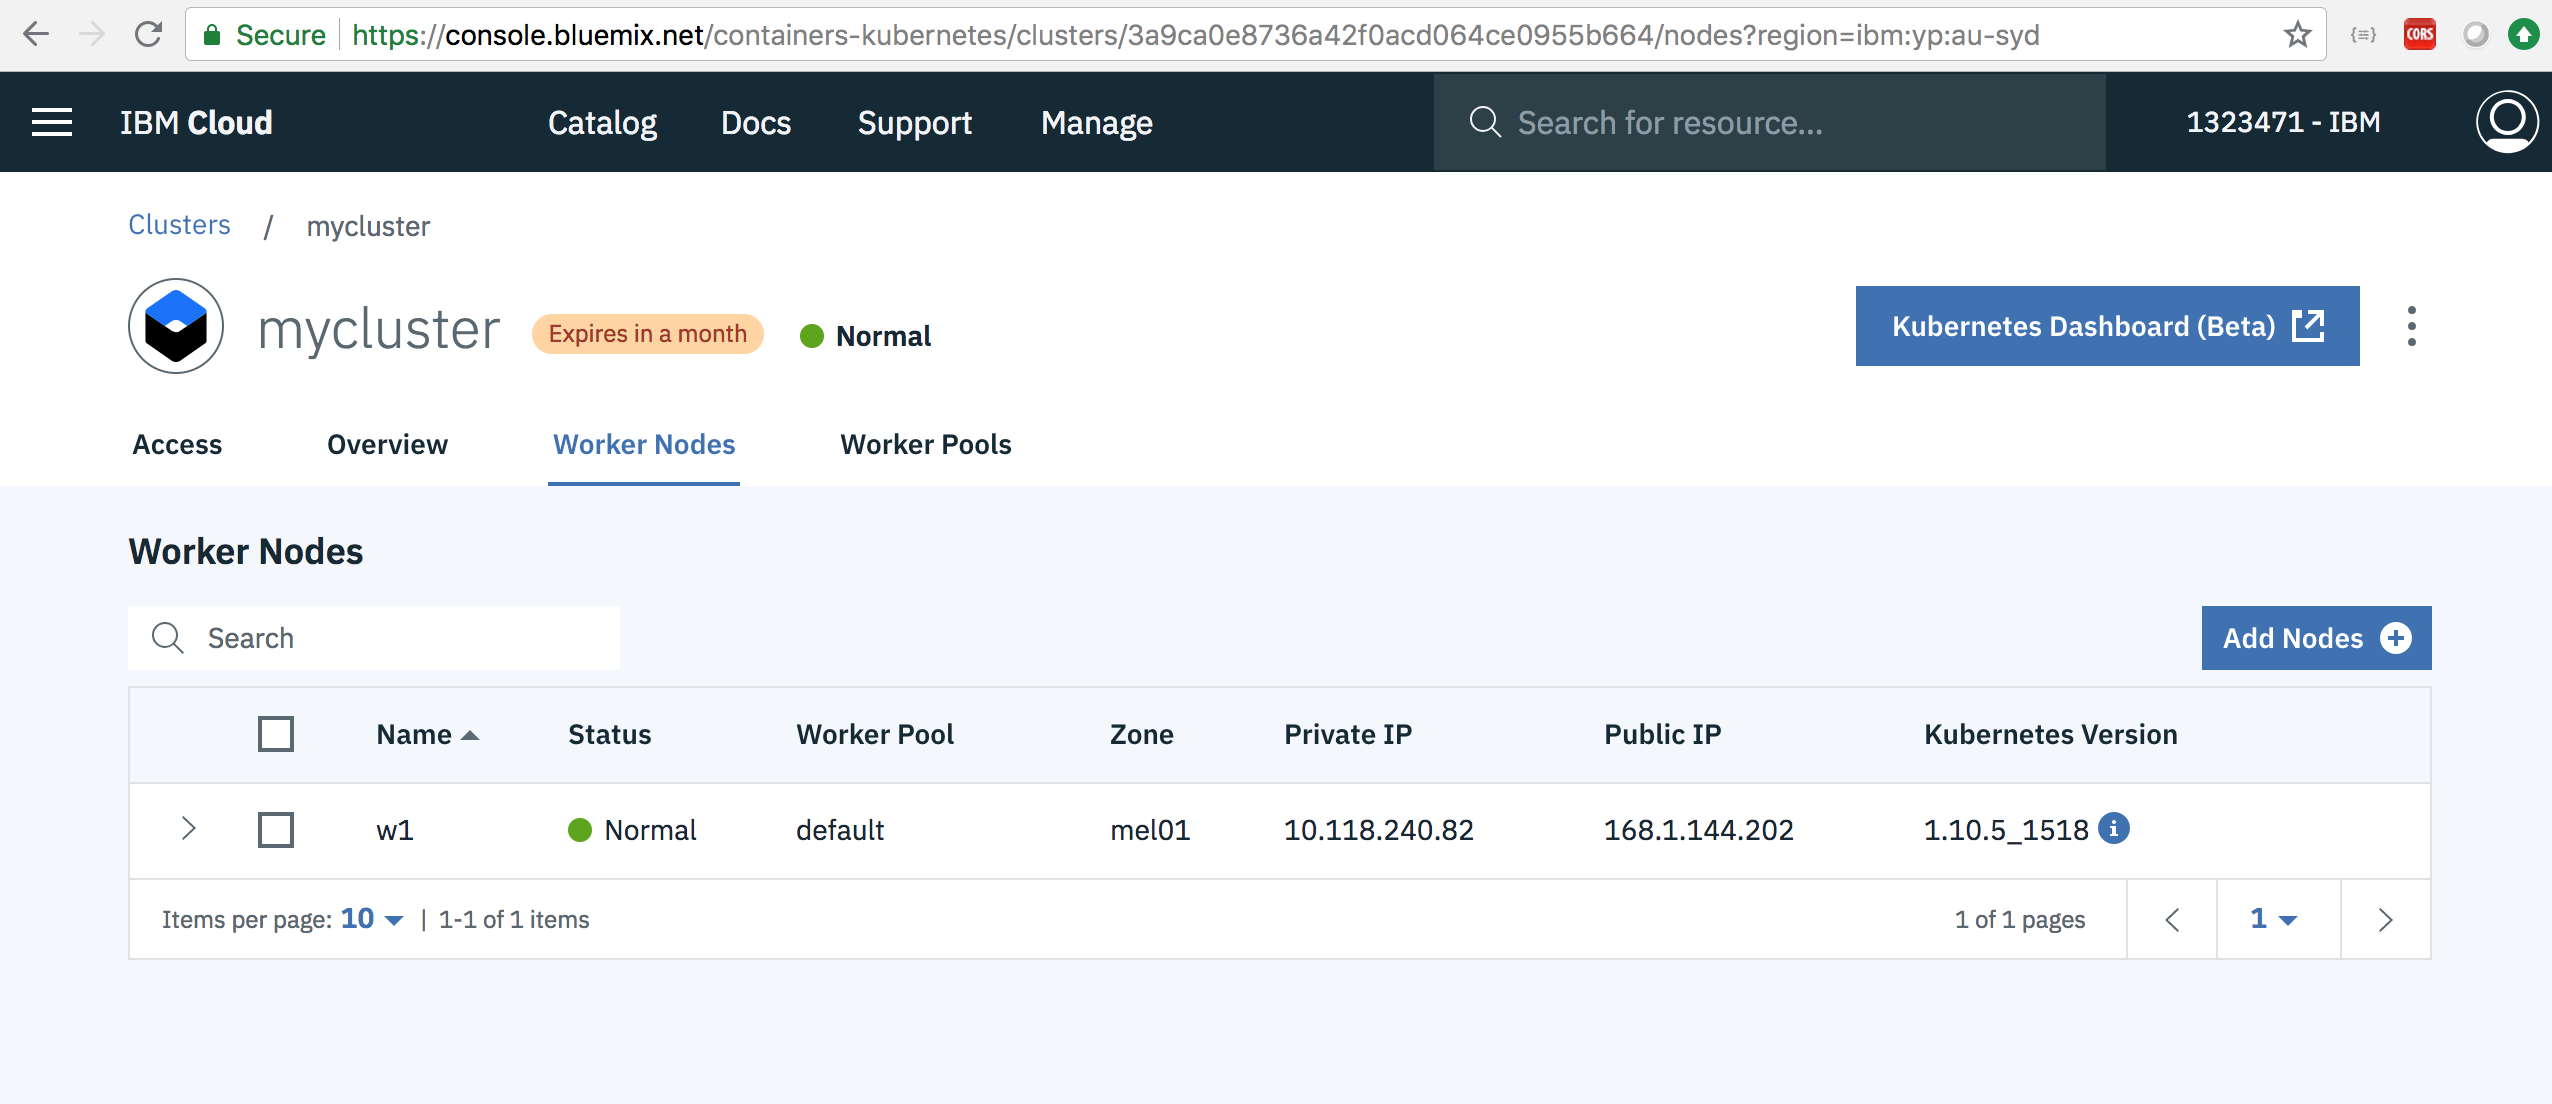 Secure https://console.bluemix.net/containers-kubernetes/clusters/3a9ca0e8736a42f0acd064ce0955b664/nodes?region=ibm:yp:au-syd CORS
IBM Cloud Catalog Docs Support Manage Search for resource... 1323471 - IBM
Clusters / mycluster
mycluster Expires in a month Normal Kubernetes Dashboard (Beta)
Access Overview Worker Nodes Worker Pools
Worker Nodes
Search Add Nodes
Name Status Worker Pool Zone Private IP Public IP Kubernetes Version
w1 Normal default mel01 10.118.240.82 168.1.144.202 1.10.5_1518
Items per page: 10 | 1-1 of 1 items 1 of 1 pages 1